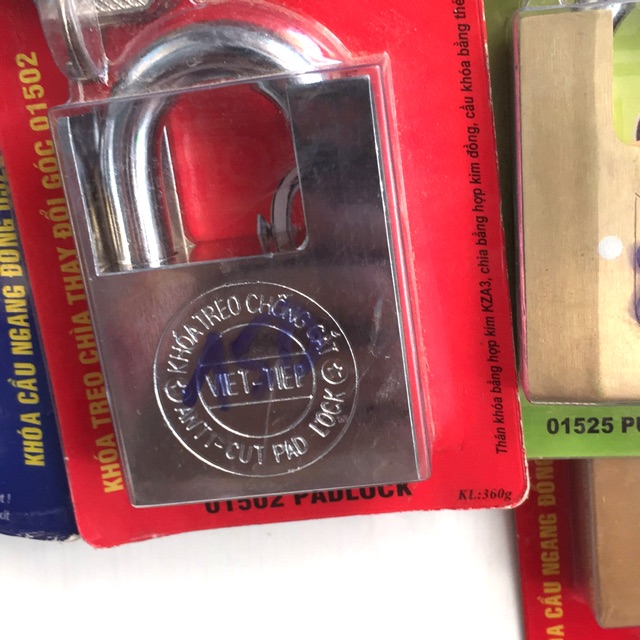 KHÓA CẦU NGANG ĐỒNG
KHÓA TREO CHÌA THAY ĐỔI GÓC 01502
KHÓA TREO CHỐNG CẮT
VIET-TIEP
ANTI-CUT PAD LOCK
01502 PADLOCK
KL:360g
Thân khóa bằng hợp kim KZA3, chìa bằng hợp kim đồng, cầu khóa bằng
01525
KHÓA CẦU NGANG ĐỒNG